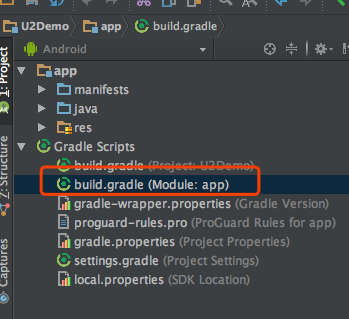 U2Demo app build.gradle
Android
app
manifests
java
res
Gradle Scripts
build.gradle (Project: U2Demo)
build.gradle (Module: app)
gradle-wrapper.properties (Gradle Version)
proguard-rules.pro (ProGuard Rules for app)
gradle.properties (Project Properties)
settings.gradle (Project Settings)
local.properties (SDK Location)
1: Project
7: Structure
Captures